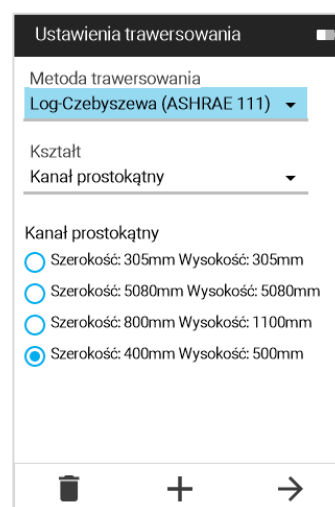 Ustawienia trawersowania
Metoda trawersowania
Log-Czebyszewa (ASHRAE 111)
Kształt
Kanał prostokątny
Kanał prostokątny
Szerokość: 305mm Wysokość: 305mm
Szerokość: 5080mm Wysokość: 5080mm
Szerokość: 800mm Wysokość: 1100mm
Szerokość: 400mm Wysokość: 500mm